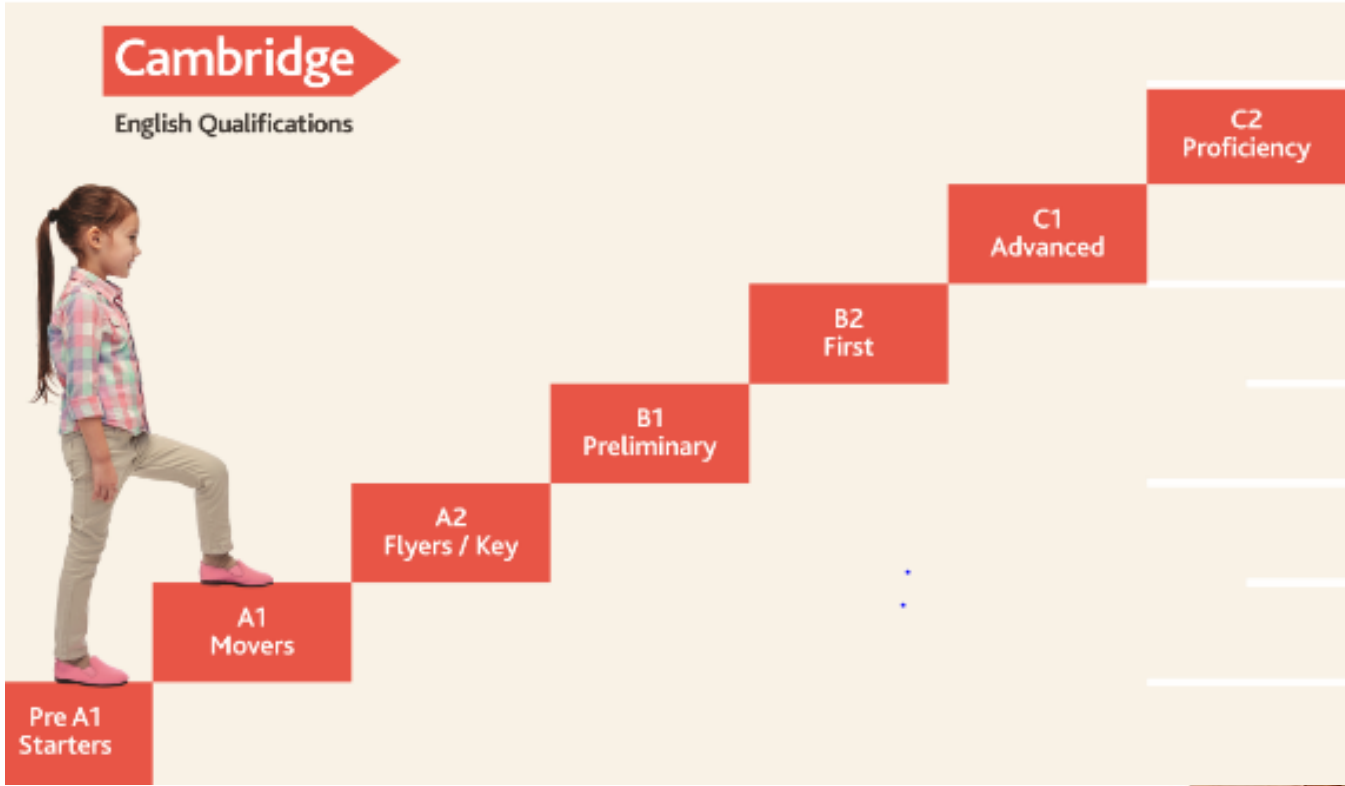 Cambridge
English Qualifications
C2
Proficiency
C1
Advanced
B2
First
B1
Preliminary
A2
Flyers / Key
A1
Movers
Pre A1
Starters